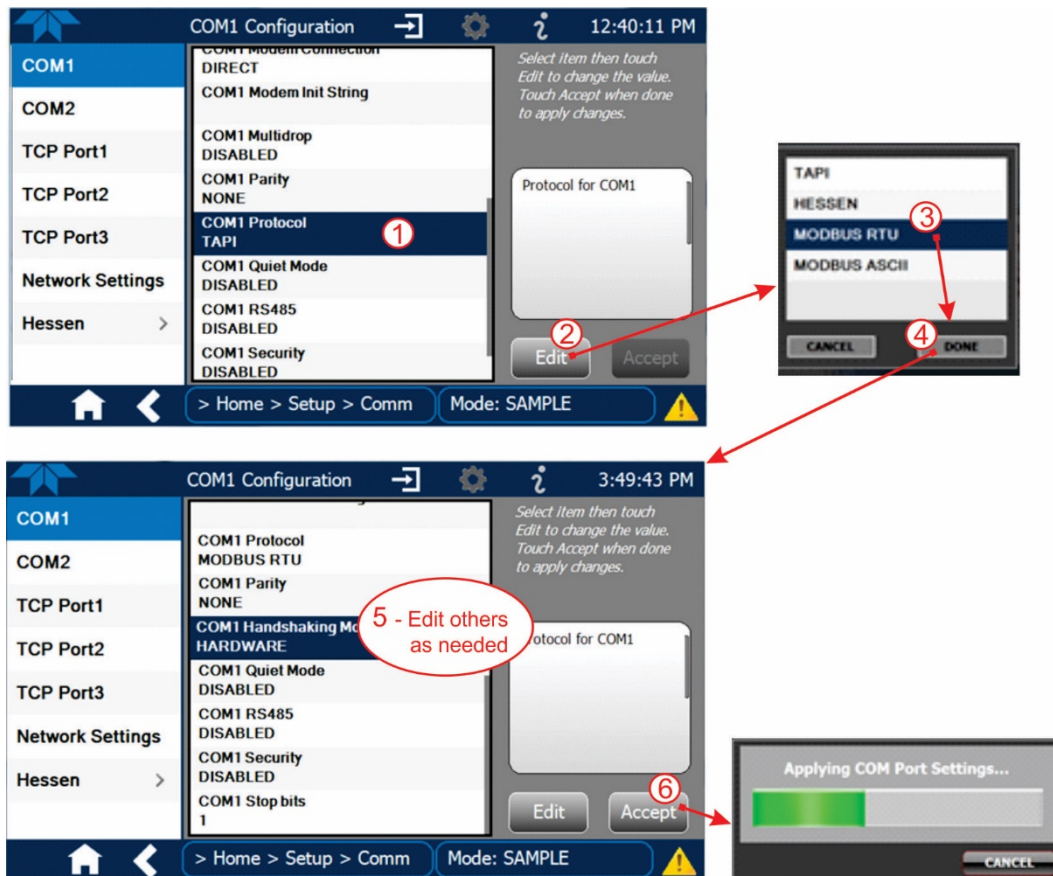 COM1 Configuration
12:40:11 PM
COM1
COM2
TCP Port1
TCP Port2
TCP Port3
Network Settings
Hessen >
COM1 Modem Connection
DIRECT
COM1 Modem Init String
COM1 Multidrop
DISABLED
COM1 Parity
NONE
COM1 Protocol
TAPI
1
COM1 Quiet Mode
DISABLED
COM1 RS485
DISABLED
COM1 Security
DISABLED
Select item then touch
Edit to change the value.
Touch Accept when done
to apply changes.
Protocol for COM1
2
Edit
Accept
> Home > Setup > Comm
Mode: SAMPLE
TAPI
HESSEN
3
MODBUS RTU
MODBUS ASCII
4
CANCEL
DONE
COM1 Configuration
3:49:43 PM
COM1
COM2
TCP Port1
TCP Port2
TCP Port3
Network Settings
Hessen >
COM1 Protocol
MODBUS RTU
COM1 Parity
NONE
COM1 Handshaking Mo
HARDWARE
5 - Edit others
as needed
COM1 Quiet Mode
DISABLED
COM1 RS485
DISABLED
COM1 Security
DISABLED
COM1 Stop bits
1
Select item then touch
Edit to change the value.
Touch Accept when done
to apply changes.
rotocol for COM1
6
Edit
Accept
> Home > Setup > Comm
Mode: SAMPLE
Applying COM Port Settings...
CANCEL